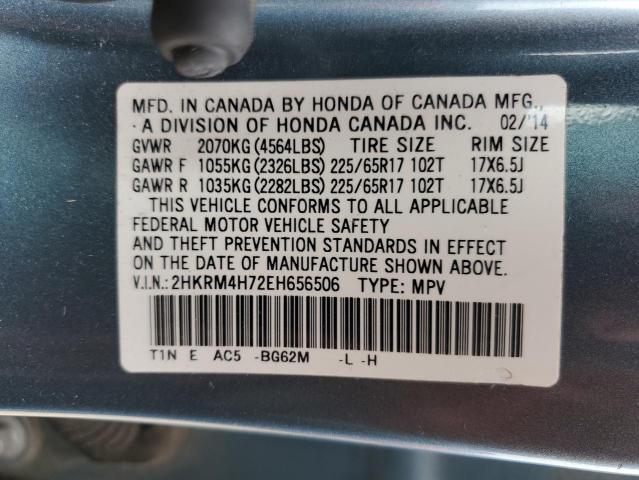 MFD. IN CANADA BY HONDA OF CANADA MFG.,
A DIVISION OF HONDA CANADA INC. 02/'14
GVWR 2070KG(4564LBS) TIRE SIZE RIM SIZE
GAWR F 1055KG(2326LBS) 225/65R17 102T 17X6.5J
GAWR R 1035KG(2282LBS) 225/65R17 102T 17X6.5J
THIS VEHICLE CONFORMS TO ALL APPLICABLE
FEDERAL MOTOR VEHICLE SAFETY
AND THEFT PREVENTION STANDARDS IN EFFECT
ON THE DATE OF MANUFACTURE SHOWN ABOVE.
V.I.N.:2HKRM4H72EH656506 TYPE: MPV
T1N E AC5 -BG62M -L -H